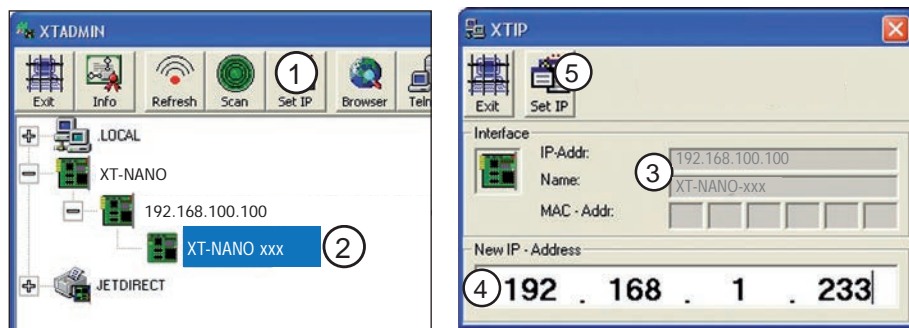 XTADMIN
1
Exit Info Refresh Scan Set IP Browser
.LOCAL
XT-NANO
192.168.100.100
XT-NANO xxx 2
JETDIRECT
XTIP
5
Exit Set IP
Interface
IP-Addr: 192.168.100.100
3
Name: XT-NANO-xxx
MAC - Addr:
New IP - Address
4 192 . 168 . 1 . 233